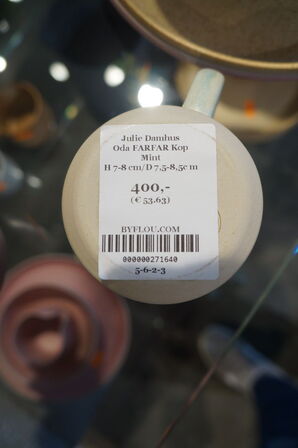 Julie Damhus
Oda FARFAR Kop
Mint
H 7-8 cm/D 7,5-8,5c m
400,-
(€ 53.63)
BYFLOU.COM
000000271640
5-6-2-3